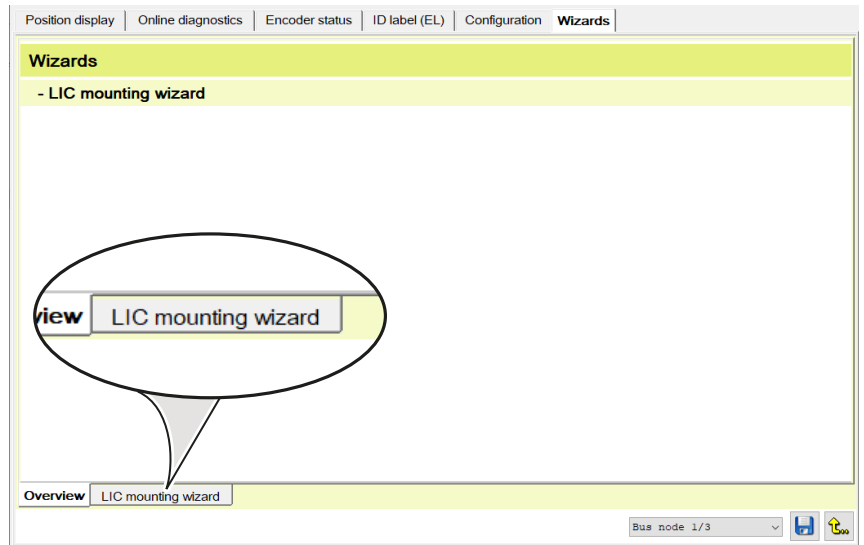 Position display Online diagnostics Encoder status ID label (EL) Configuration Wizards
Wizards
- LIC mounting wizard
view LIC mounting wizard
Overview LIC mounting wizard
Bus node 1/3